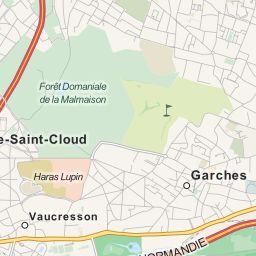 Forêt Domaniale
de la Malmaison
e-Saint-Cloud
Garches
Haras Lupin
Vaucresson
NORMANDIE